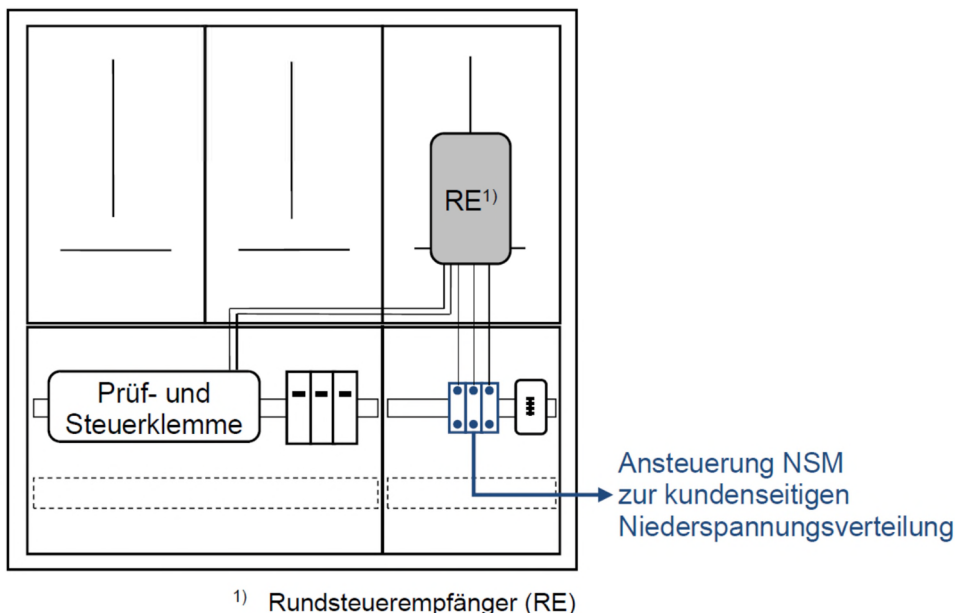 RE¹⁾
Prüf- und
Steuerklemme
Ansteuerung NSM
zur kundenseitigen
Niederspannungsverteilung
¹⁾ Rundsteuerempfänger (RE)